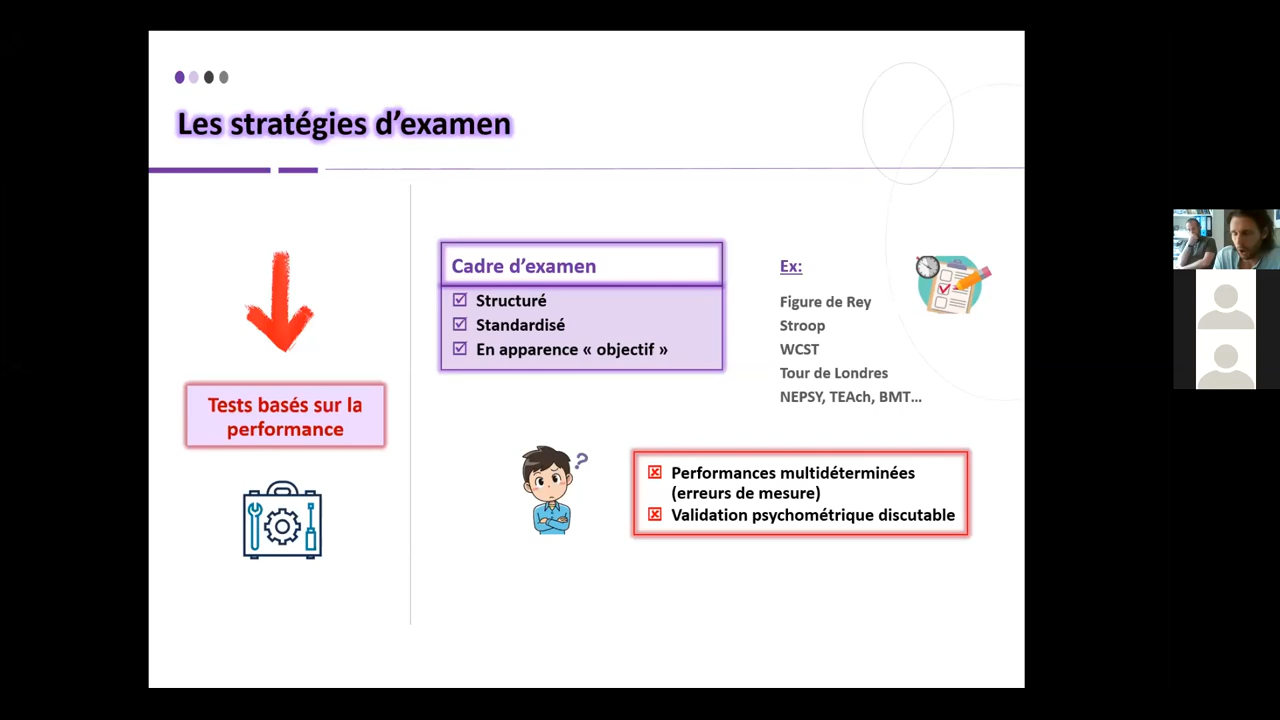 Les stratégies d’examen
Tests basés sur la
performance
Cadre d’examen
Structuré
Standardisé
En apparence « objectif »
Ex:
Figure de Rey
Stroop
WCST
Tour de Londres
NEPSY, TEAch, BMT...
?
Performances multidéterminées
(erreurs de mesure)
Validation psychométrique discutable